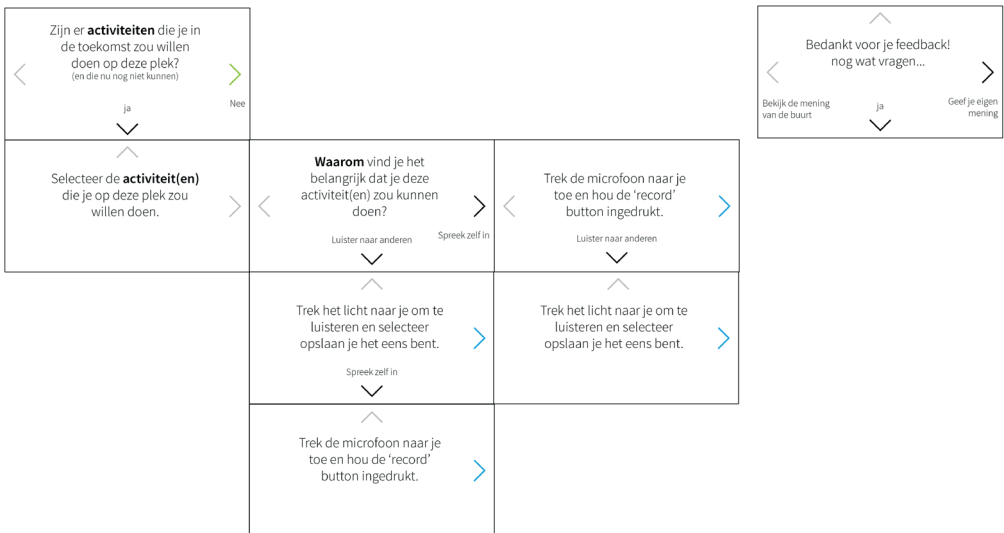 Zijn er activiteiten die je in
de toekomst zou willen
doen op deze plek?
(en die nu nog niet kunnen)
Nee
ja
Bedankt voor je feedback!
nog wat vragen...
Bekijk de mening
van de buurt
ja
Geef je eigen
mening
Selecteer de activiteit(en)
die je op deze plek zou
willen doen.
Waarom vind je het
belangrijk dat je deze
activiteit(en) zou kunnen
doen?
Spreek zelf in
Luister naar anderen
Trek de microfoon naar je
toe en hou de ‘record’
button ingedrukt.
Luister naar anderen
Trek het licht naar je om te
luisteren en selecteer
opslaan je het eens bent.
Spreek zelf in
Trek het licht naar je om te
luisteren en selecteer
opslaan je het eens bent.
Trek de microfoon naar je
toe en hou de ‘record’
button ingedrukt.